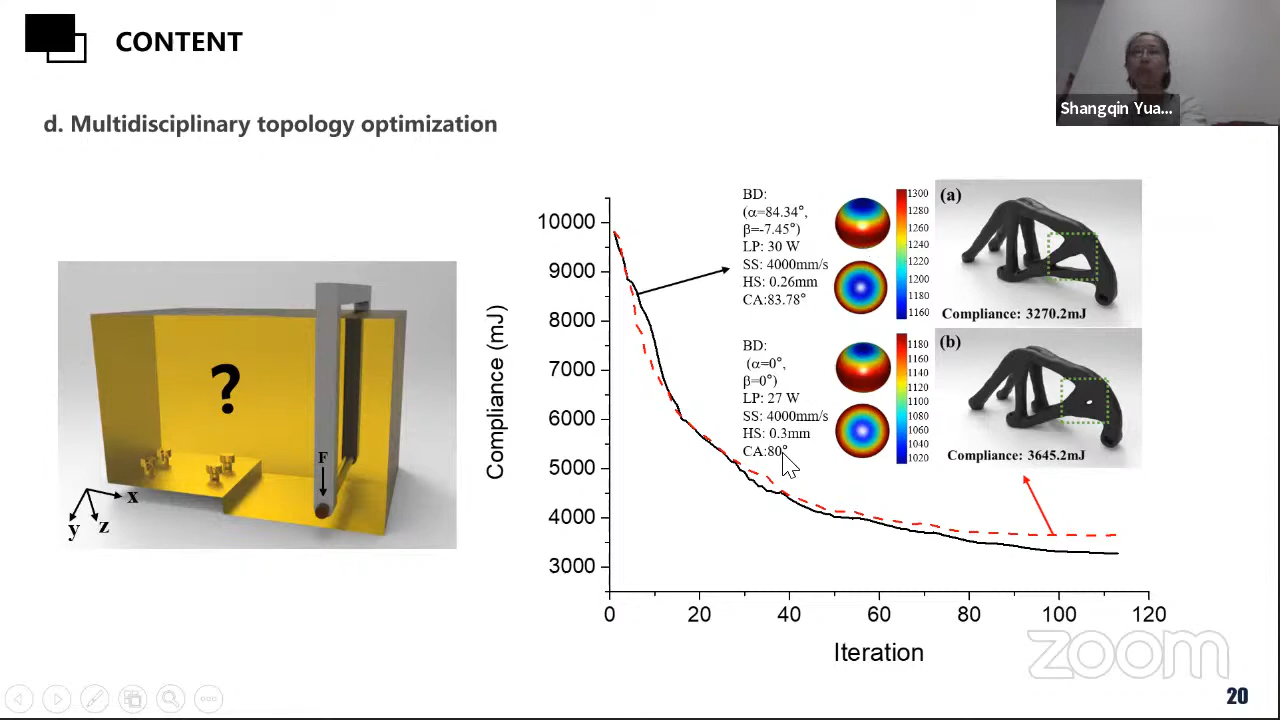 CONTENT
Shangqin Yua...
d. Multidisciplinary topology optimization
?
F
x
y
z
Compliance (mJ)
10000
9000
8000
7000
6000
5000
4000
3000
0
20
40
60
80
100
120
Iteration
BD:
(α=84.34°,
β=-7.45°)
LP: 30 W
SS: 4000mm/s
HS: 0.26mm
CA:83.78°
1300
1280
1260
1240
1220
1200
1180
1160
(a)
Compliance: 3270.2mJ
BD:
(α=0°,
β=0°)
LP: 27 W
SS: 4000mm/s
HS: 0.3mm
CA:80°
1180
1160
1140
1120
1100
1080
1060
1040
1020
(b)
Compliance: 3645.2mJ
zoom
20